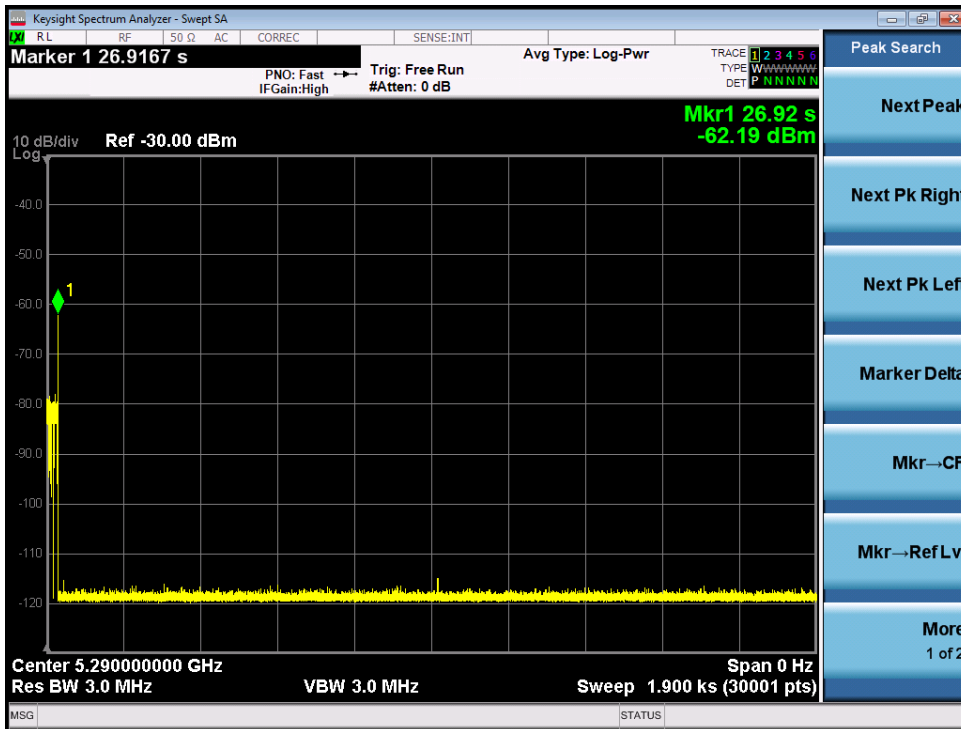 Keysight Spectrum Analyzer - Swept SA
LXI RL RF 50 Ω AC CORREC SENSE:INT
Marker 1 26.9167 s
PNO: Fast
IFGain:High
Trig: Free Run
#Atten: 0 dB
Avg Type: Log-Pwr
TRACE 1 2 3 4 5 6
TYPE W W W W W W
DET P N N N N N
Mkr1 26.92 s
-62.19 dBm
10 dB/div Ref -30.00 dBm
Log
1
-40.0
-50.0
-60.0
-70.0
-80.0
-90.0
-100
-110
-120
Center 5.290000000 GHz Span 0 Hz
Res BW 3.0 MHz VBW 3.0 MHz Sweep 1.900 ks (30001 pts)
MSG STATUS
Peak Search
Next Peak
Next Pk Right
Next Pk Left
Marker Delta
Mkr→CF
Mkr→Ref Lv
More
1 of 2